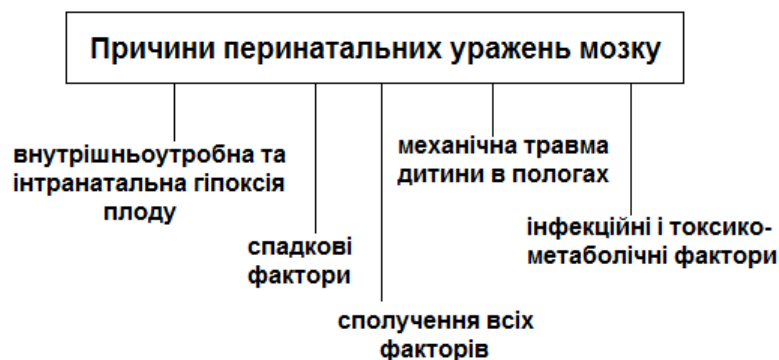 Причини перинатальних уражень мозку
внутрішньоутробна та
інтранатальна гіпоксія
плоду
спадкові
фактори
сполучення всіх
факторів
механічна травма
дитини в пологах
інфекційні і токсико-
метаболічні фактори